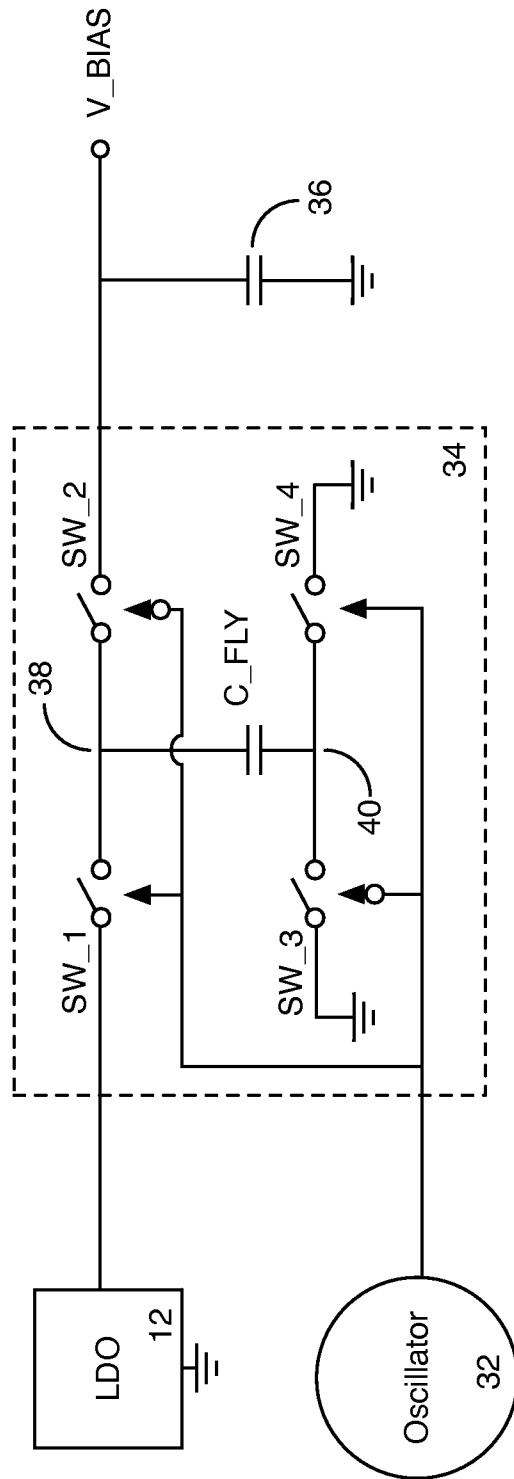 LDO
12
Oscillator
32
SW_1
38
SW_2
V_BIAS
C_FLY
36
SW_3
40
SW_4
34